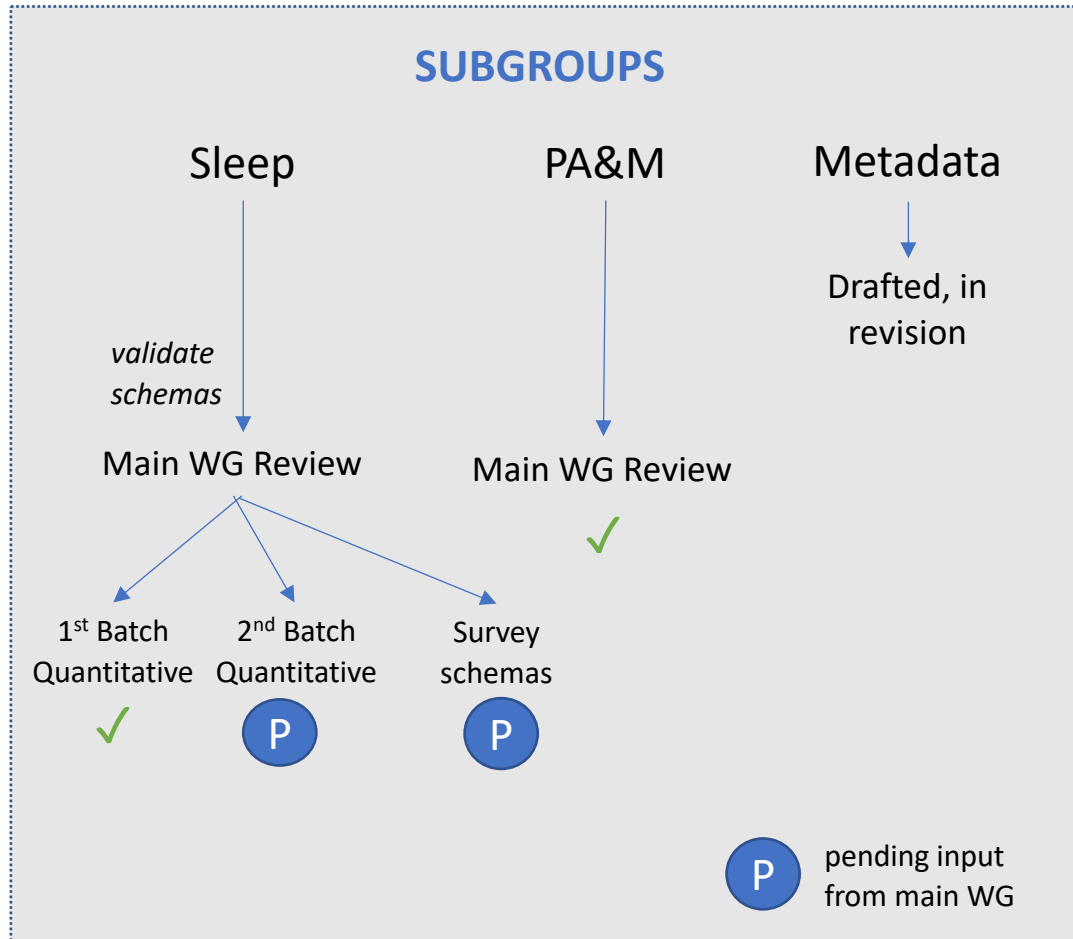 SUBGROUPS
Sleep
PA&M
Metadata
Drafted, in
revision
validate
schemas
Main WG Review
Main WG Review
✓
1st Batch
Quantitative
✓
2nd Batch
Quantitative
P
Survey
schemas
P
P
pending input
from main WG